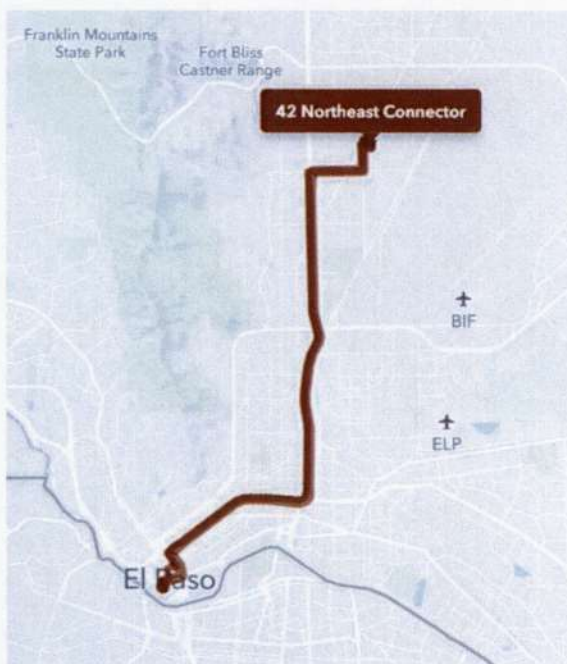 Franklin Mountains
State Park
Fort Bliss
Castner Range
42 Northeast Connector
BIF
ELP
El Paso